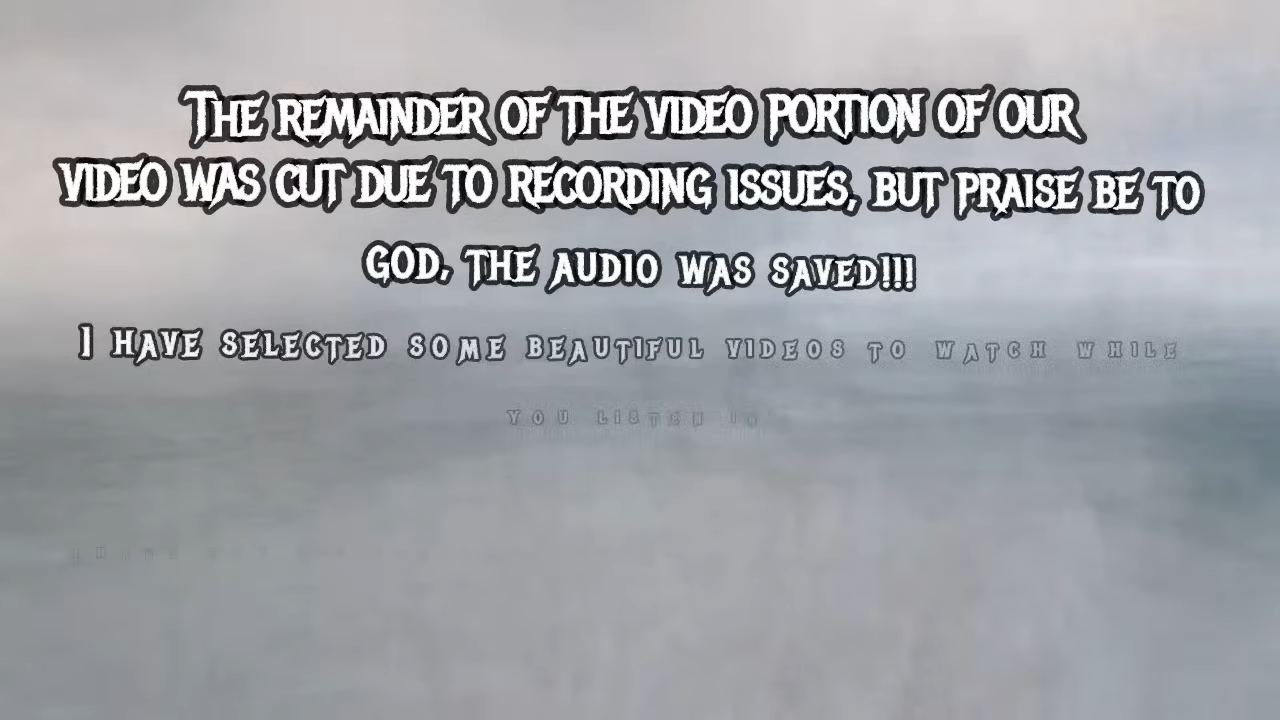 The remainder of the video portion of our
video was cut due to recording issues, but praise be to
God, the audio was saved!!!
I have selected some beautiful videos to watch while
you listen in